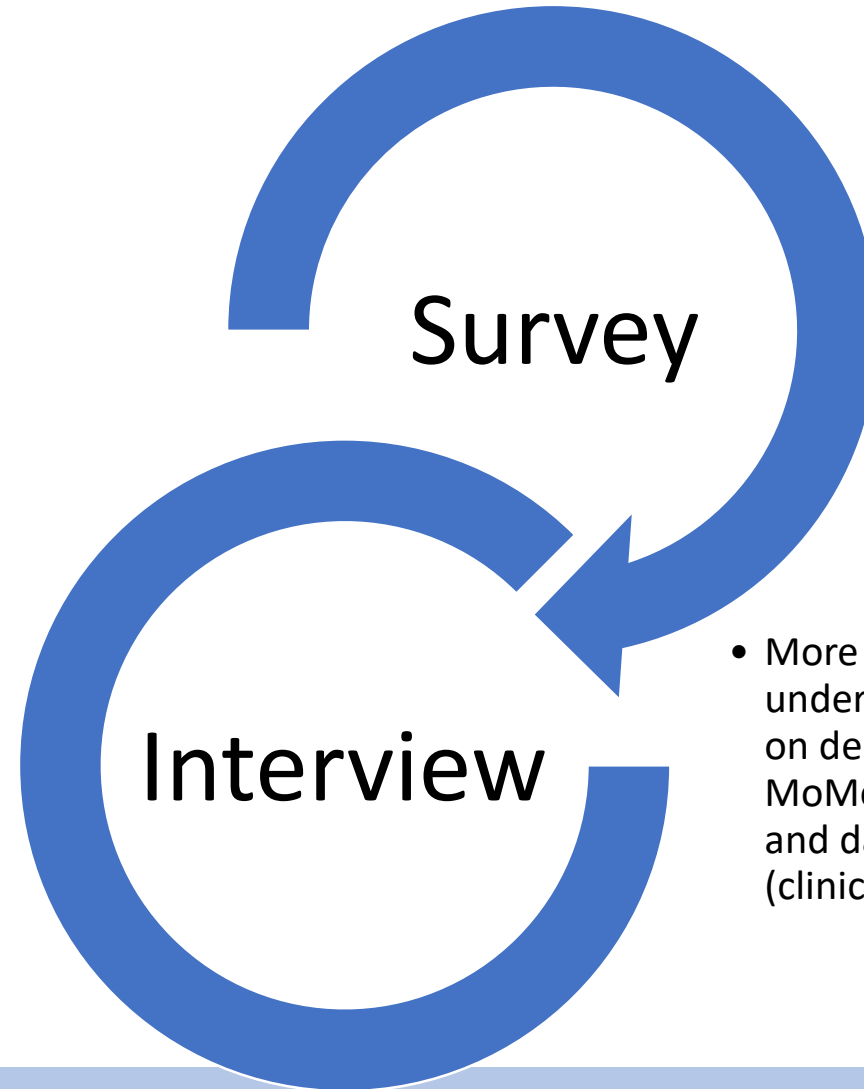 Survey
Interview
• More
under
on de
MoMo
and da
(clinic